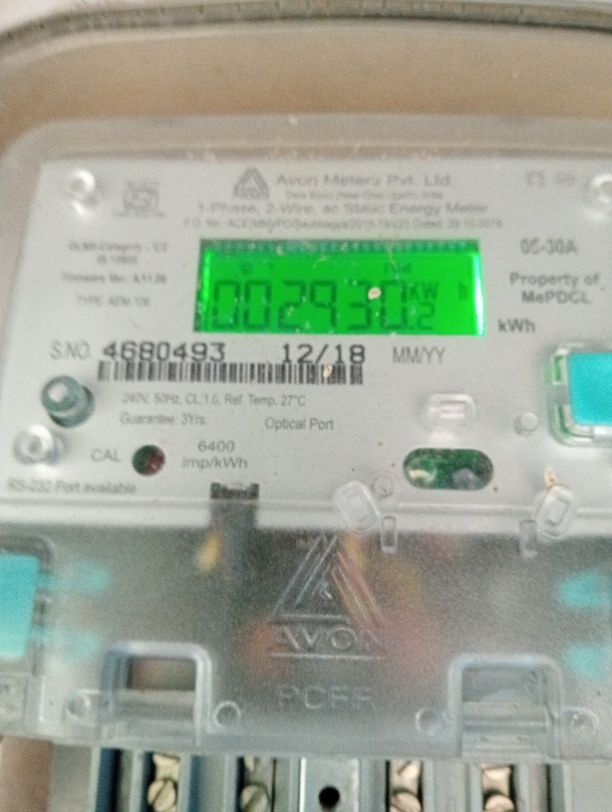 Avon Meters Pvt. Ltd.
1-Phase, 2-Wire, ac Static Energy Meter
05-30A
Property of
MePDCL
002930.2 KW h
kWh
S.NO. 4680493 12/18 MM/YY
240V, 50Hz, CL:1.0, Ref. Temp. 27°C
Guarantee: 3Yrs. Optical Port
CAL 6400
imp/kWh
RS-232 Port available
AVON